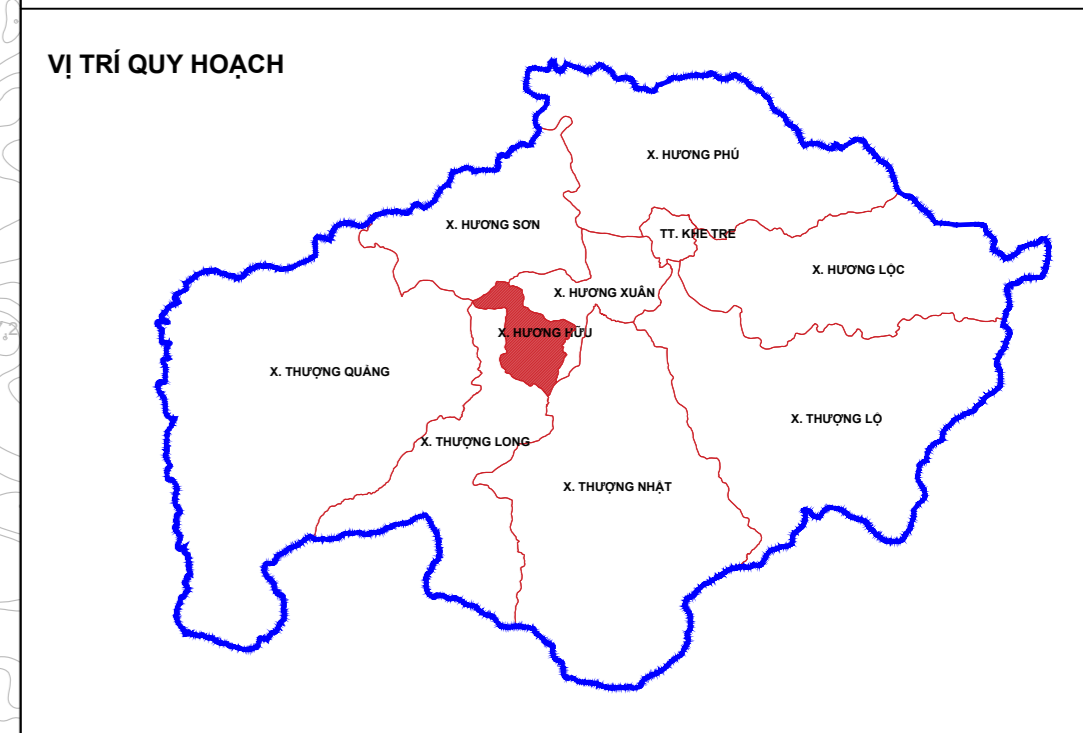 VỊ TRÍ QUY HOẠCH
X. HƯƠNG PHÚ
X. HƯƠNG SƠN
TT. KHE TRE
X. HƯƠNG LỘC
X. HƯƠNG XUÂN
X. HƯƠNG HỮU
X. THƯỢNG QUẢNG
X. THƯỢNG LỘ
X. THƯỢNG LONG
X. THƯỢNG NHẬT